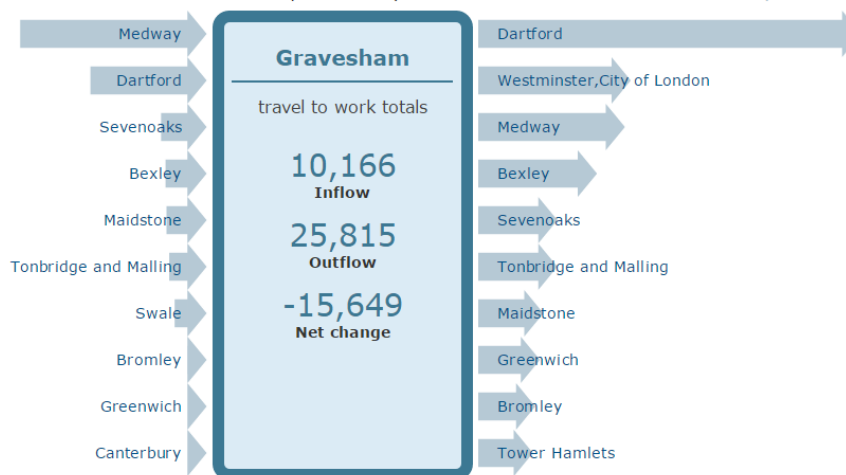 Medway
Dartford
Sevenoaks
Bexley
Maidstone
Tonbridge and Malling
Swale
Bromley
Greenwich
Canterbury
Gravesham
travel to work totals
10,166
Inflow
25,815
Outflow
-15,649
Net change
Dartford
Westminster,City of London
Medway
Bexley
Sevenoaks
Tonbridge and Malling
Maidstone
Greenwich
Bromley
Tower Hamlets